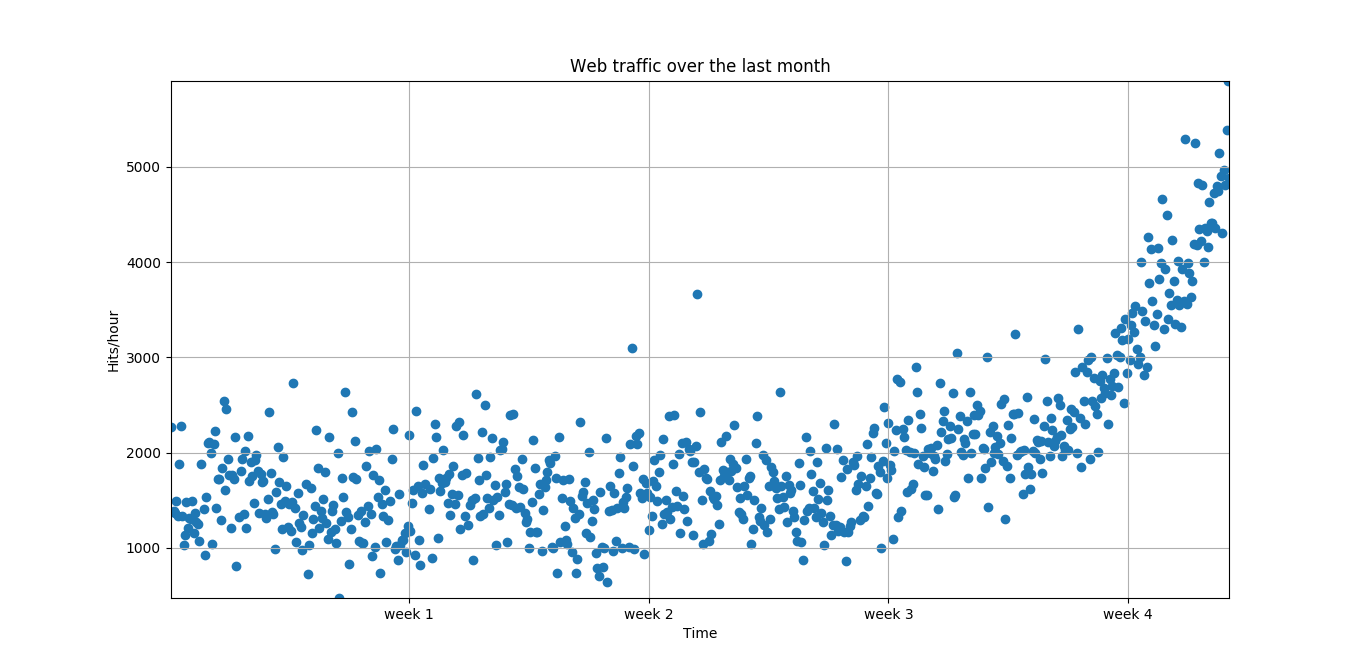 Web traffic over the last month
Hits/hour
5000
4000
3000
2000
1000
week 1
week 2
week 3
week 4
Time